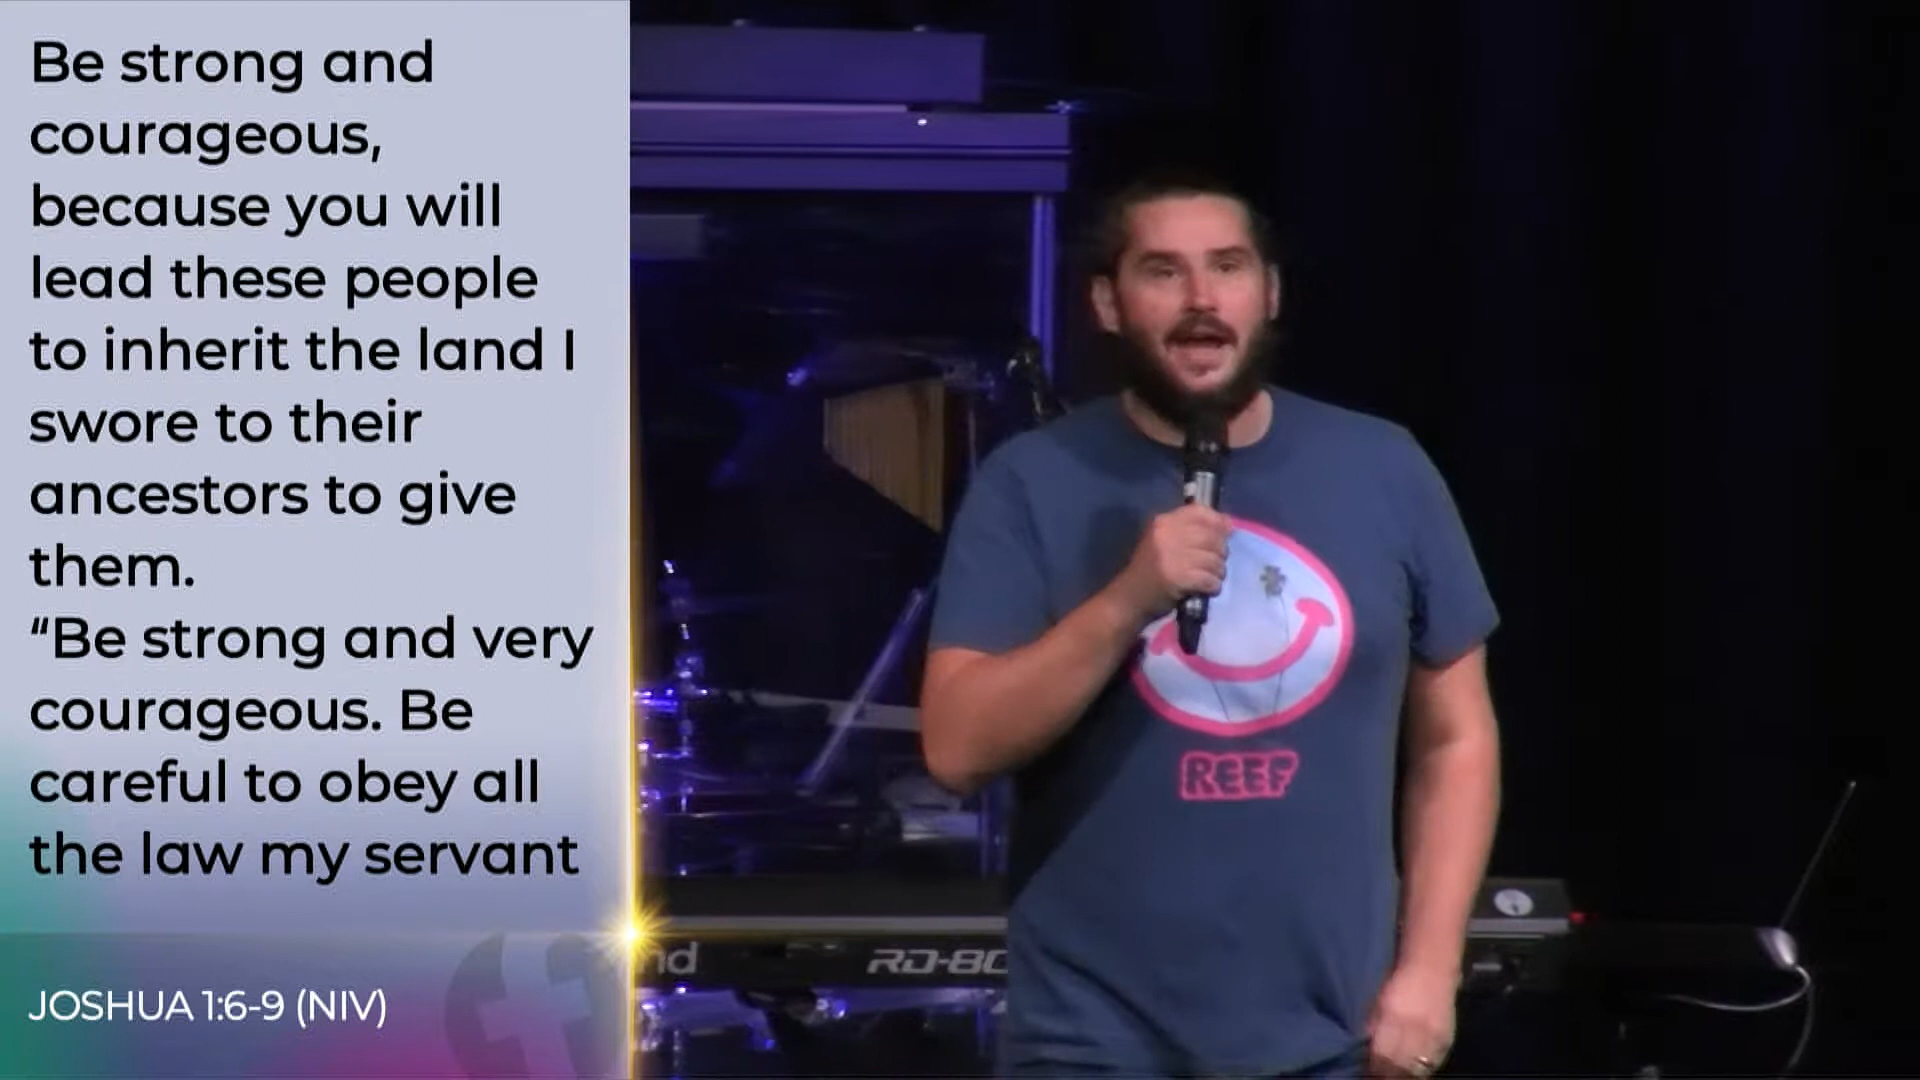 Be strong and
courageous,
because you will
lead these people
to inherit the land I
swore to their
ancestors to give
them.
“Be strong and very
courageous. Be
careful to obey all
the law my servant
JOSHUA 1:6-9 (NIV)
REEF
RD-80